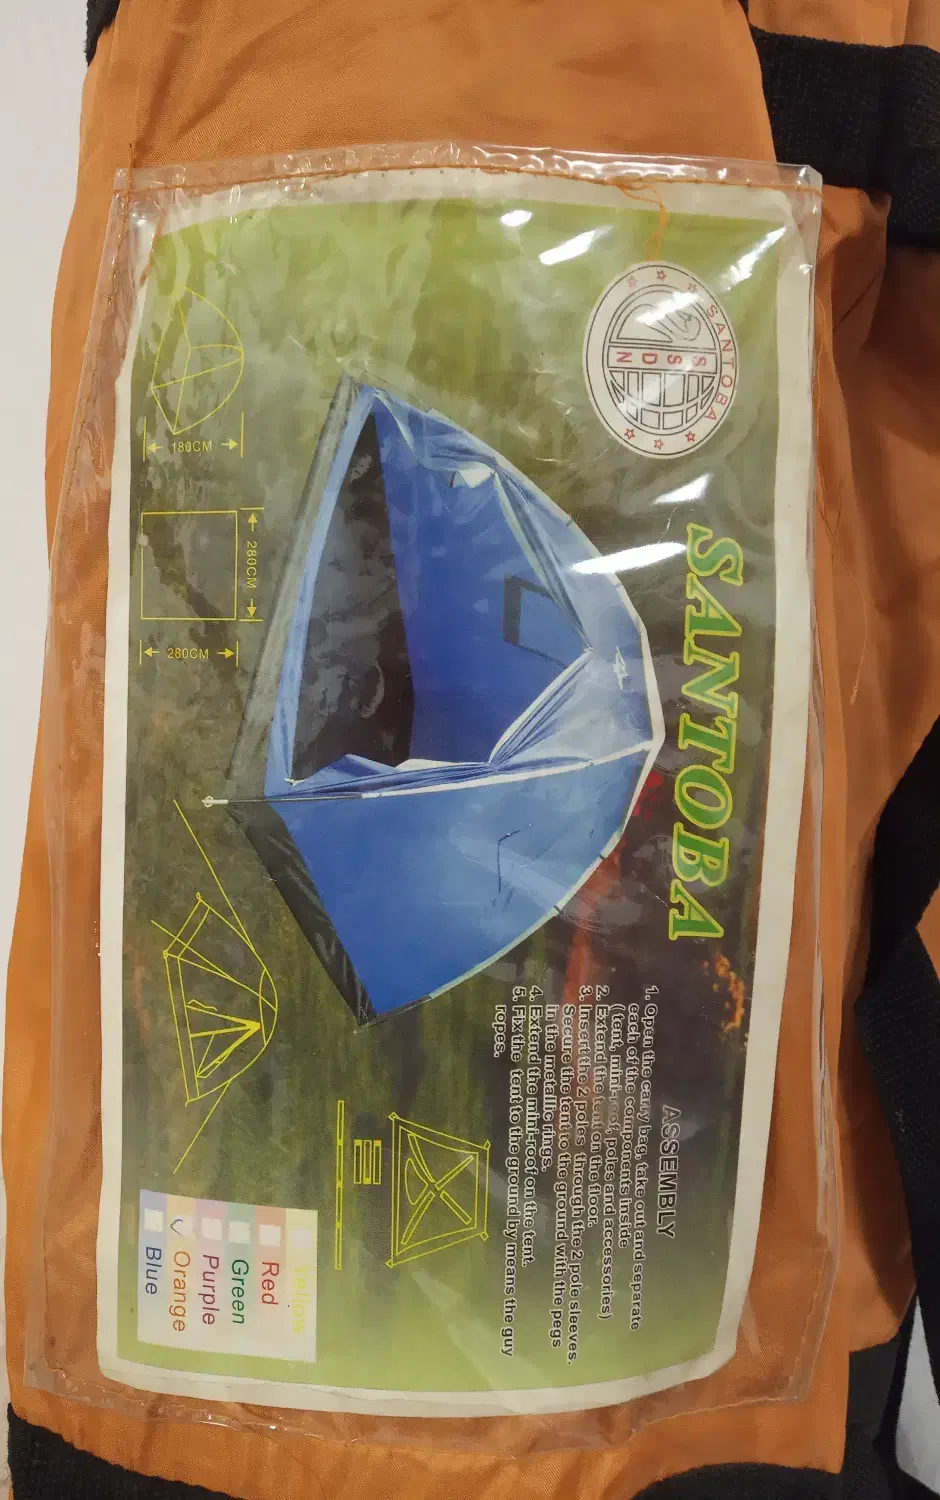 SANTOBA
SSDN
SANTOBA
ASSEMBLY
1. Open the carry bag, take out and separate
each of the components inside
(tent, mini-roof, poles and accessories)
2. Extend the tent on the floor.
3. Insert the 2 poles through the 2 pole sleeves.
Secure the tent to the ground with the pegs
in the metallic rings.
4. Extend the mini-roof on the tent.
5. Fix the tent to the ground by means the guy
ropes.
180CM
280CM
280CM
Yellow
Red
Green
Purple
Orange
Blue